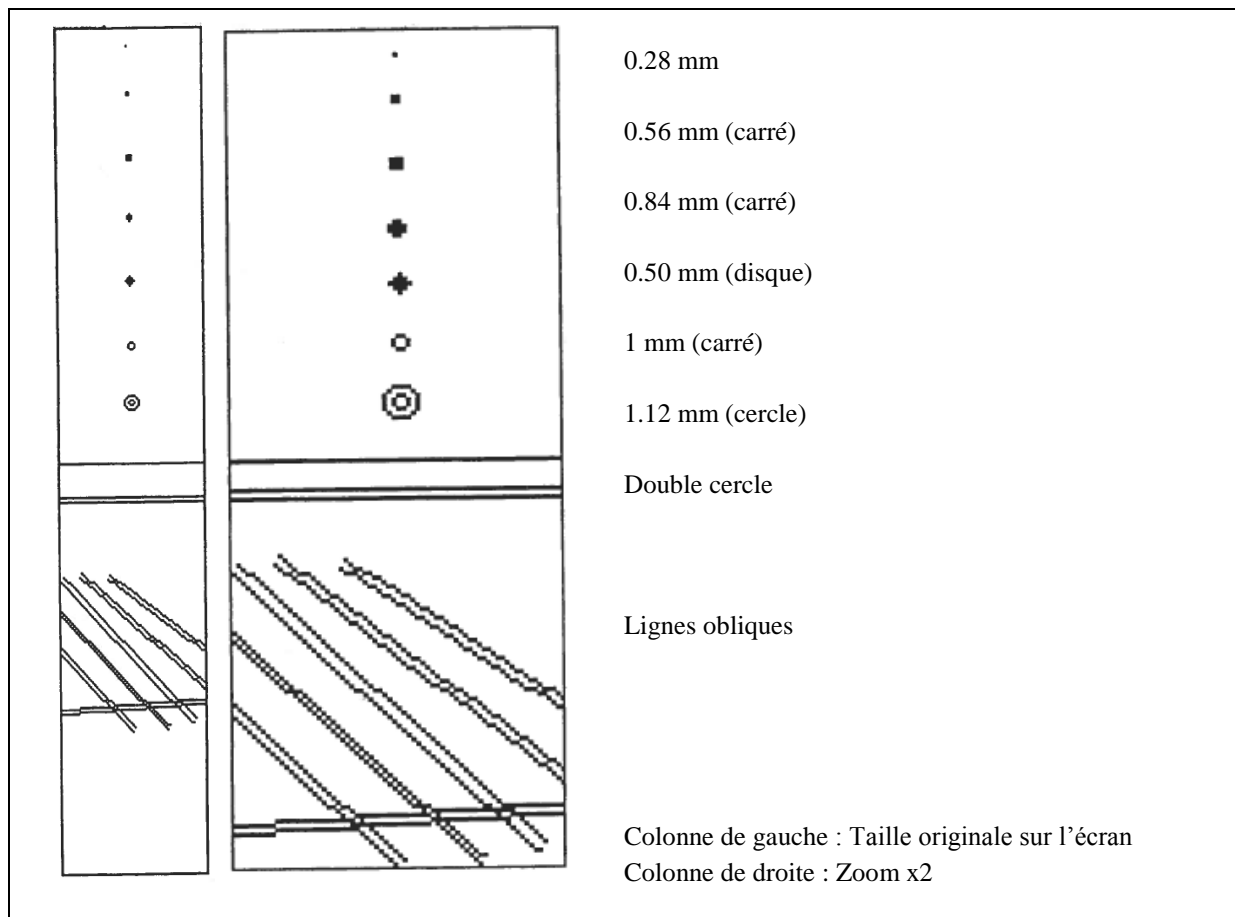 0.28 mm
0.56 mm (carré)
0.84 mm (carré)
0.50 mm (disque)
1 mm (carré)
1.12 mm (cercle)
Double cercle
Lignes obliques
Colonne de gauche : Taille originale sur l’écran
Colonne de droite : Zoom x2